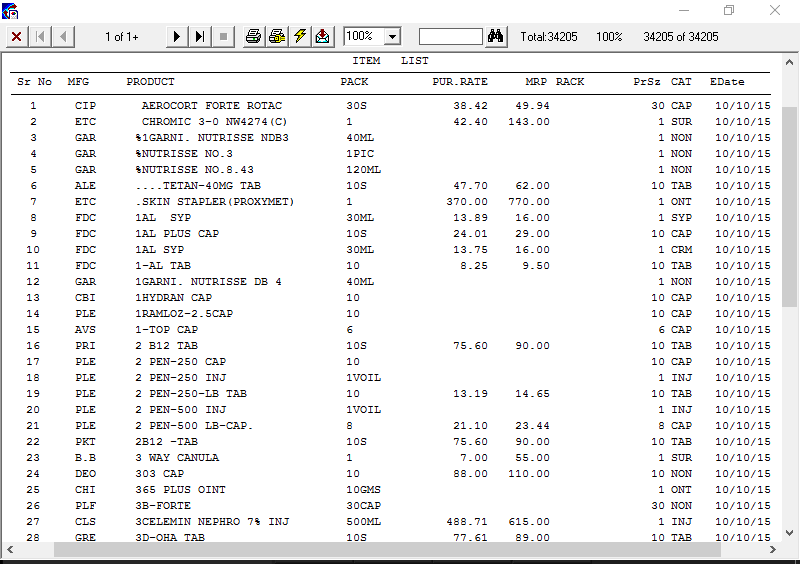 1 of 1+ 100% Total:34205 100% 34205 of 34205
ITEM LIST
Sr No MFG PRODUCT PACK PUR.RATE MRP RACK PrSz CAT EDate
1 CIP AEROCORT FORTE ROTAC 30S 38.42 49.94 30 CAP 10/10/15
2 ETC CHROMIC 3-0 NW4274(C) 1 42.40 143.00 1 SUR 10/10/15
3 GAR %1GARNI. NUTRISSE NDB3 40ML 1 NON 10/10/15
4 GAR %NUTRISSE NO.3 1PIC 1 NON 10/10/15
5 GAR %NUTRISSE NO.8.43 120ML 1 NON 10/10/15
6 ALE ....TETAN-40MG TAB 10S 47.70 62.00 10 TAB 10/10/15
7 ETC .SKIN STAPLER(PROXYMET) 1 370.00 770.00 1 ONT 10/10/15
8 FDC 1AL SYP 30ML 13.89 16.00 1 SYP 10/10/15
9 FDC 1AL PLUS CAP 10S 24.01 29.00 10 CAP 10/10/15
10 FDC 1AL SYP 30ML 13.75 16.00 1 CRM 10/10/15
11 FDC 1-AL TAB 10 8.25 9.50 10 TAB 10/10/15
12 GAR 1GARNI. NUTRISSE DB 4 40ML 1 NON 10/10/15
13 CBI 1HYDRAN CAP 10 10 CAP 10/10/15
14 PLE 1RAMLOZ-2.5CAP 10 10 CAP 10/10/15
15 AVS 1-TOP CAP 6 6 CAP 10/10/15
16 PRI 2 B12 TAB 10S 75.60 90.00 10 TAB 10/10/15
17 PLE 2 PEN-250 CAP 10 10 CAP 10/10/15
18 PLE 2 PEN-250 INJ 1VOIL 1 INJ 10/10/15
19 PLE 2 PEN-250-LB TAB 10 13.19 14.65 10 TAB 10/10/15
20 PLE 2 PEN-500 INJ 1VOIL 1 INJ 10/10/15
21 PLE 2 PEN-500 LB-CAP. 8 21.10 23.44 8 CAP 10/10/15
22 PKT 2B12 -TAB 10S 75.60 90.00 10 TAB 10/10/15
23 B.B 3 WAY CANULA 1 7.00 55.00 1 SUR 10/10/15
24 DEO 303 CAP 10 88.00 110.00 10 NON 10/10/15
25 CHI 365 PLUS OINT 10GMS 1 ONT 10/10/15
26 PLF 3B-FORTE 30CAP 30 NON 10/10/15
27 CLS 3CELEMIN NEPHRO 7% INJ 500ML 488.71 615.00 1 INJ 10/10/15
28 GRE 3D-OHA TAB 10S 77.61 89.00 10 TAB 10/10/15